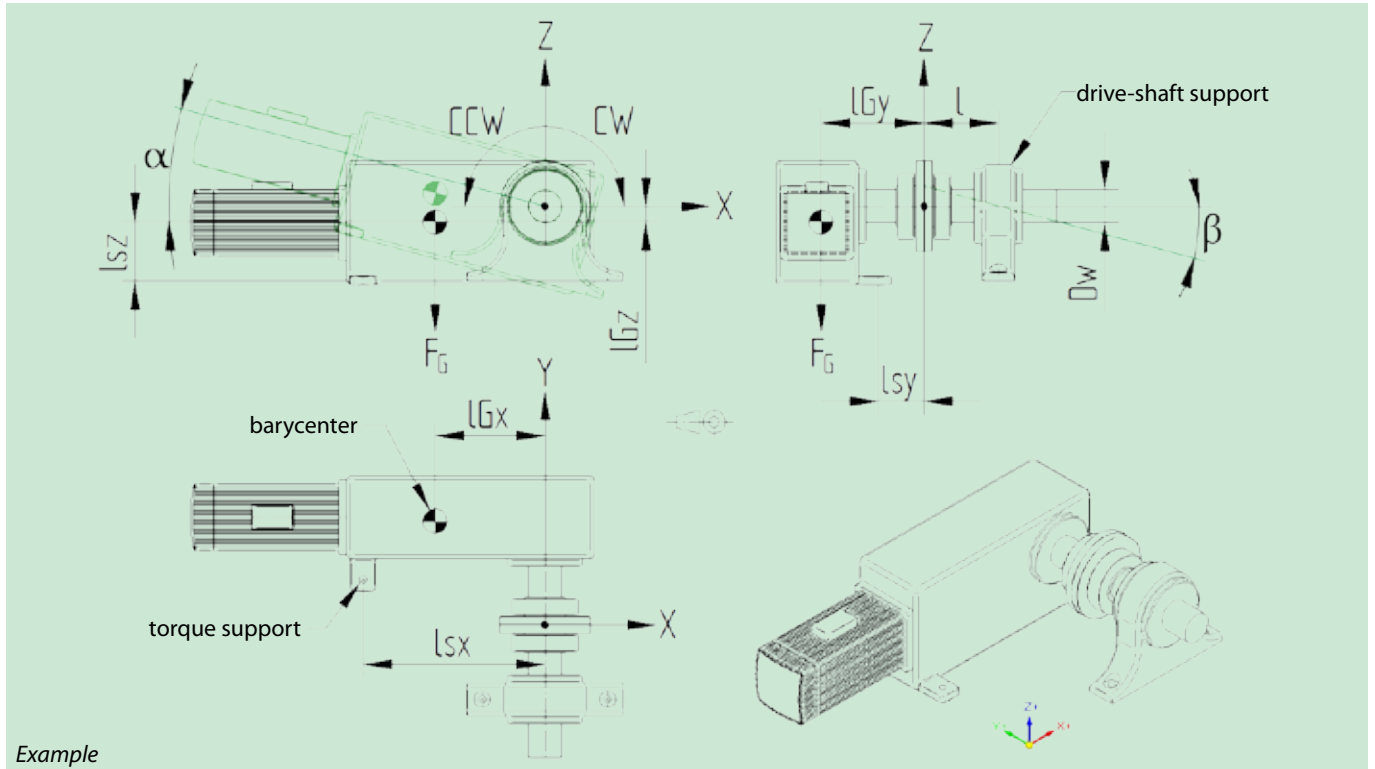 Z
Z
drive-shaft support
lGy
l
CCW
CW
α
X
β
lsz
Dw
lGz
FG
FG
lsy
Y
lGx
barycenter
torque support
X
lsx
Z+
Y+
X+
Example